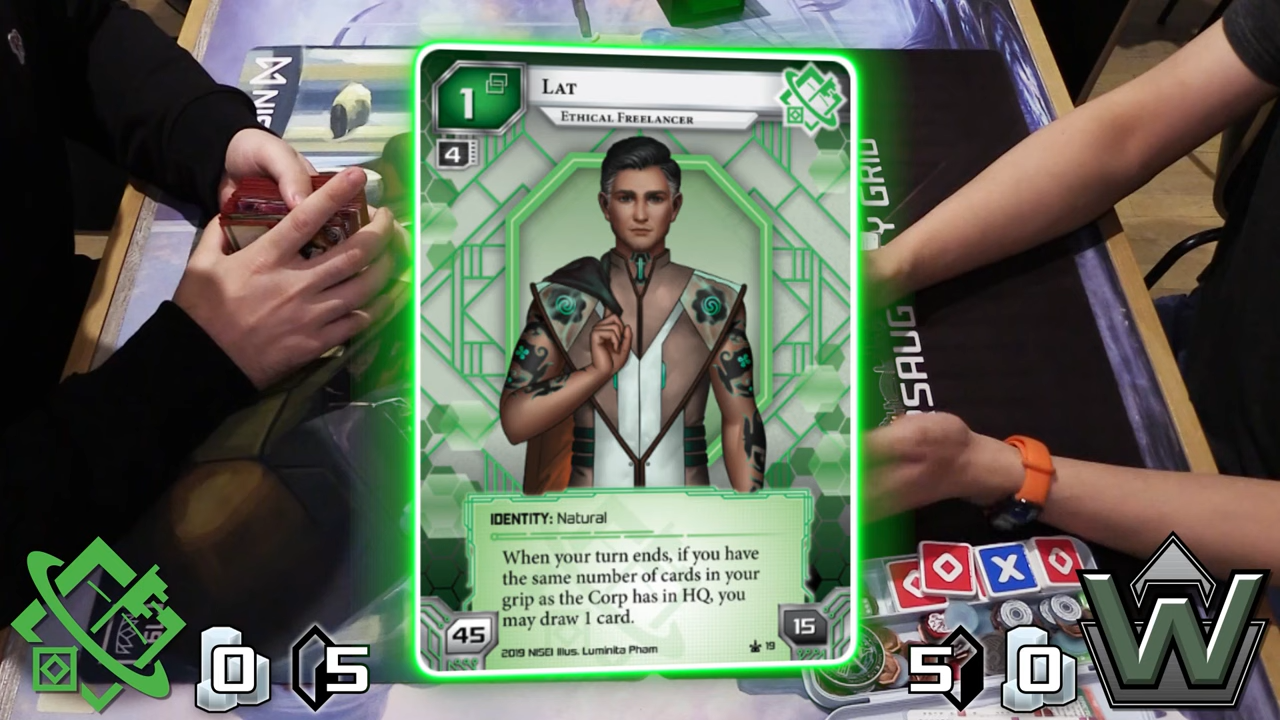 1
LAT
ETHICAL FREELANCER
4
IDENTITY: Natural
When your turn ends, if you have
the same number of cards in your
grip as the Corp has in HQ, you
may draw 1 card.
45
15
2019 NISEI Illus. Luminita Pham
19
Y GRID
SAUG
0
5
5
0
W
O
X